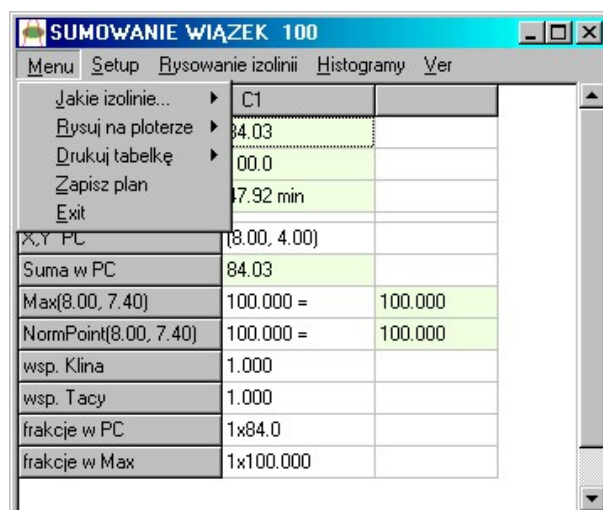 SUMOWANIE WIĄZEK 100
Menu Setup Rysowanie izolinii Histogramy Ver
Jakie izolinie...
Rysuj na ploterze
Drukuj tabelkę
Zapisz plan
Exit
C1
84.03
00.0
47.92 min
X,Y PC (8.00, 4.00)
Suma w PC 84.03
Max(8.00, 7.40) 100.000 = 100.000
NormPoint(8.00, 7.40) 100.000 = 100.000
wsp. Klina 1.000
wsp. Tacy 1.000
frakcje w PC 1x84.0
frakcje w Max 1x100.000